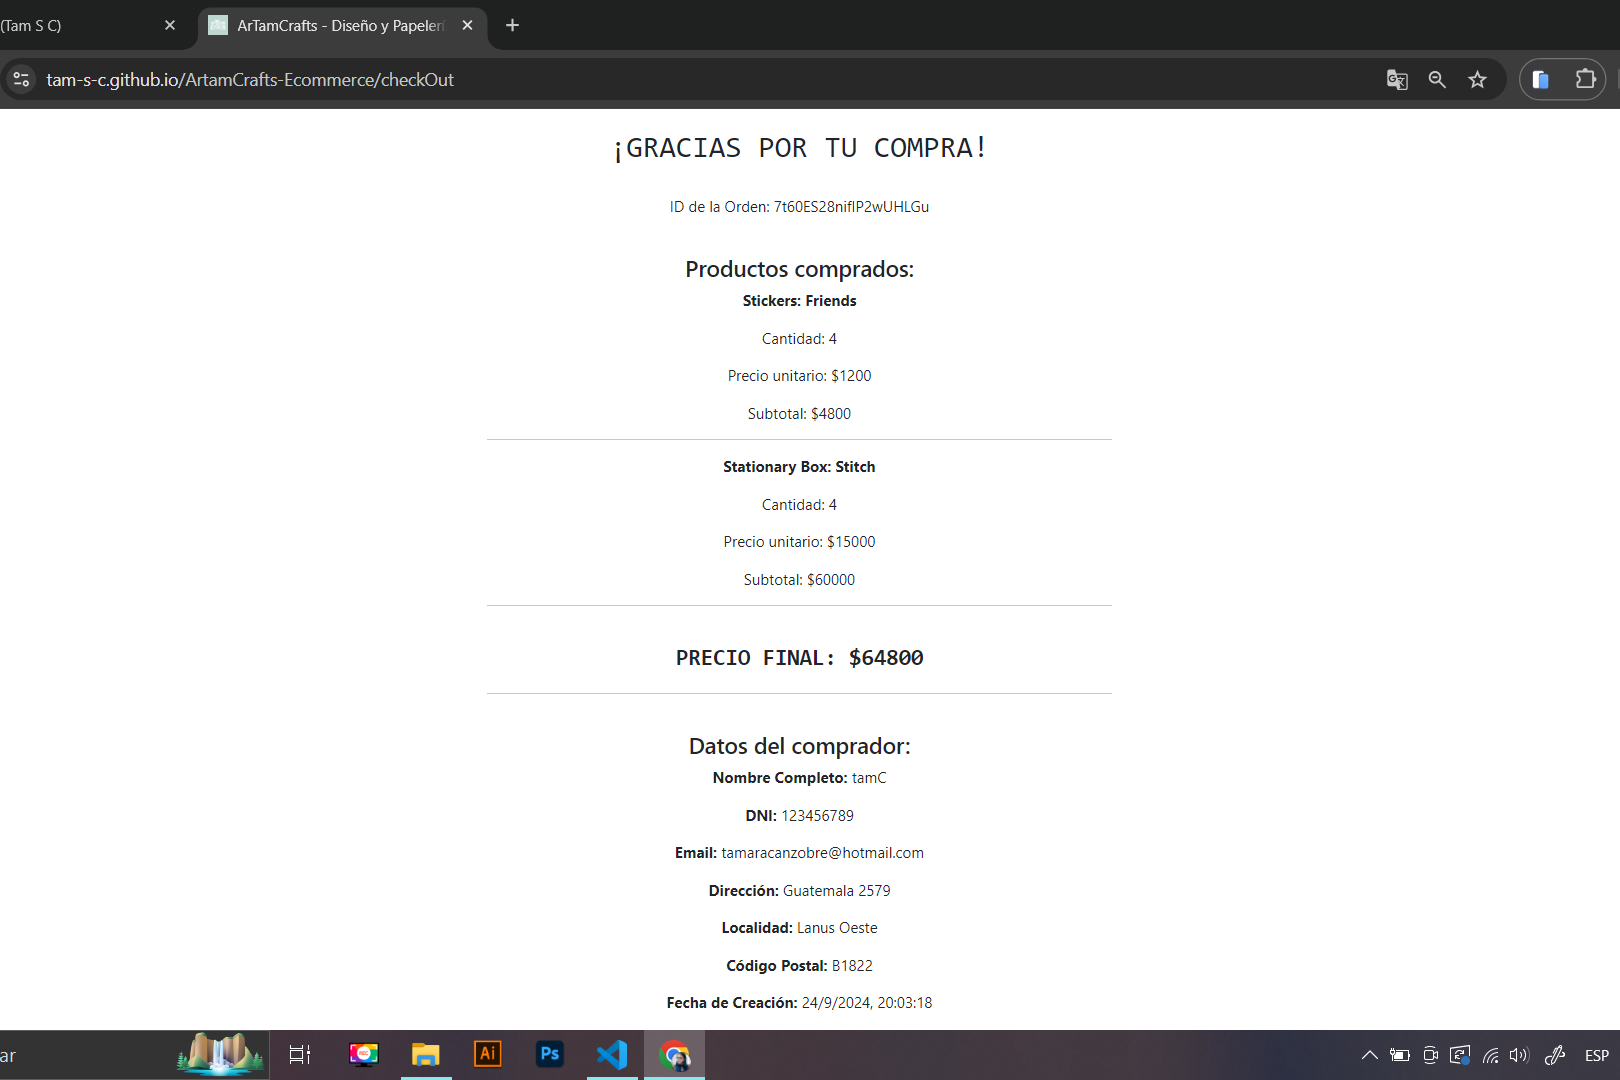 (Tam S C)
ArTamCrafts - Diseño y Papelerí
tam-s-c.github.io/ArtamCrafts-Ecommerce/checkOut
¡GRACIAS POR TU COMPRA!
ID de la Orden: 7t60ES28nifIP2wUHLGu
Productos comprados:
Stickers: Friends
Cantidad: 4
Precio unitario: $1200
Subtotal: $4800
Stationary Box: Stitch
Cantidad: 4
Precio unitario: $15000
Subtotal: $60000
PRECIO FINAL: $64800
Datos del comprador:
Nombre Completo: tamC
DNI: 123456789
Email: tamaracanzobre@hotmail.com
Dirección: Guatemala 2579
Localidad: Lanus Oeste
Código Postal: B1822
Fecha de Creación: 24/9/2024, 20:03:18
ar
Ai
Ps
ESP